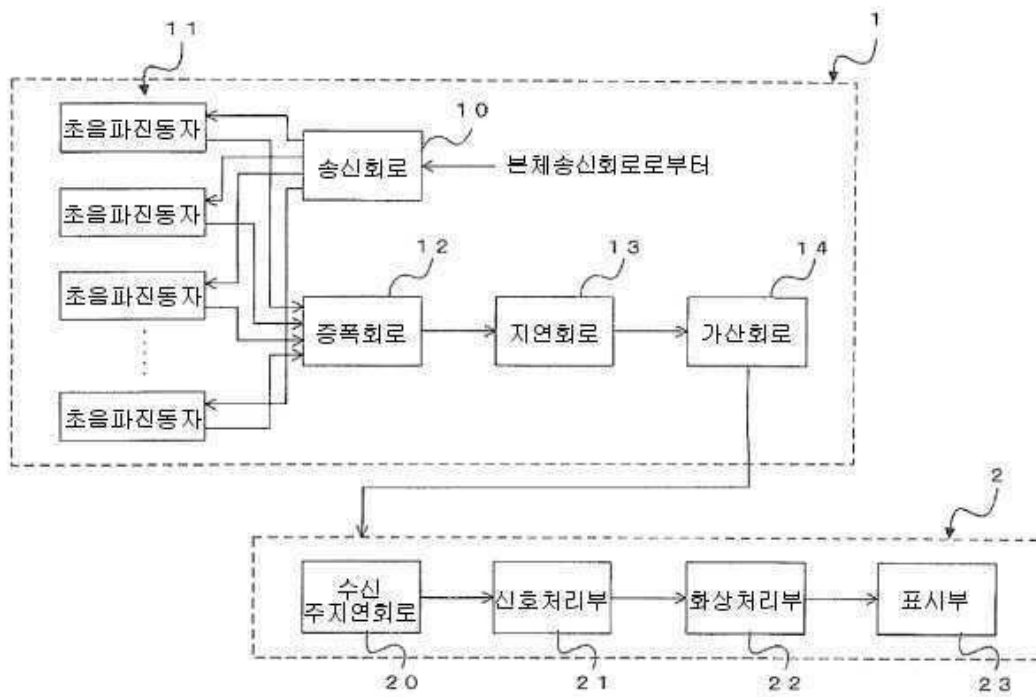 11
1
초음파진동자
10
송신회로
본체송신회로로부터
초음파진동자
초음파진동자
12
증폭회로
13
지연회로
14
가산회로
초음파진동자
2
수신
주지연회로
신호처리부
화상처리부
표시부
20
21
22
23